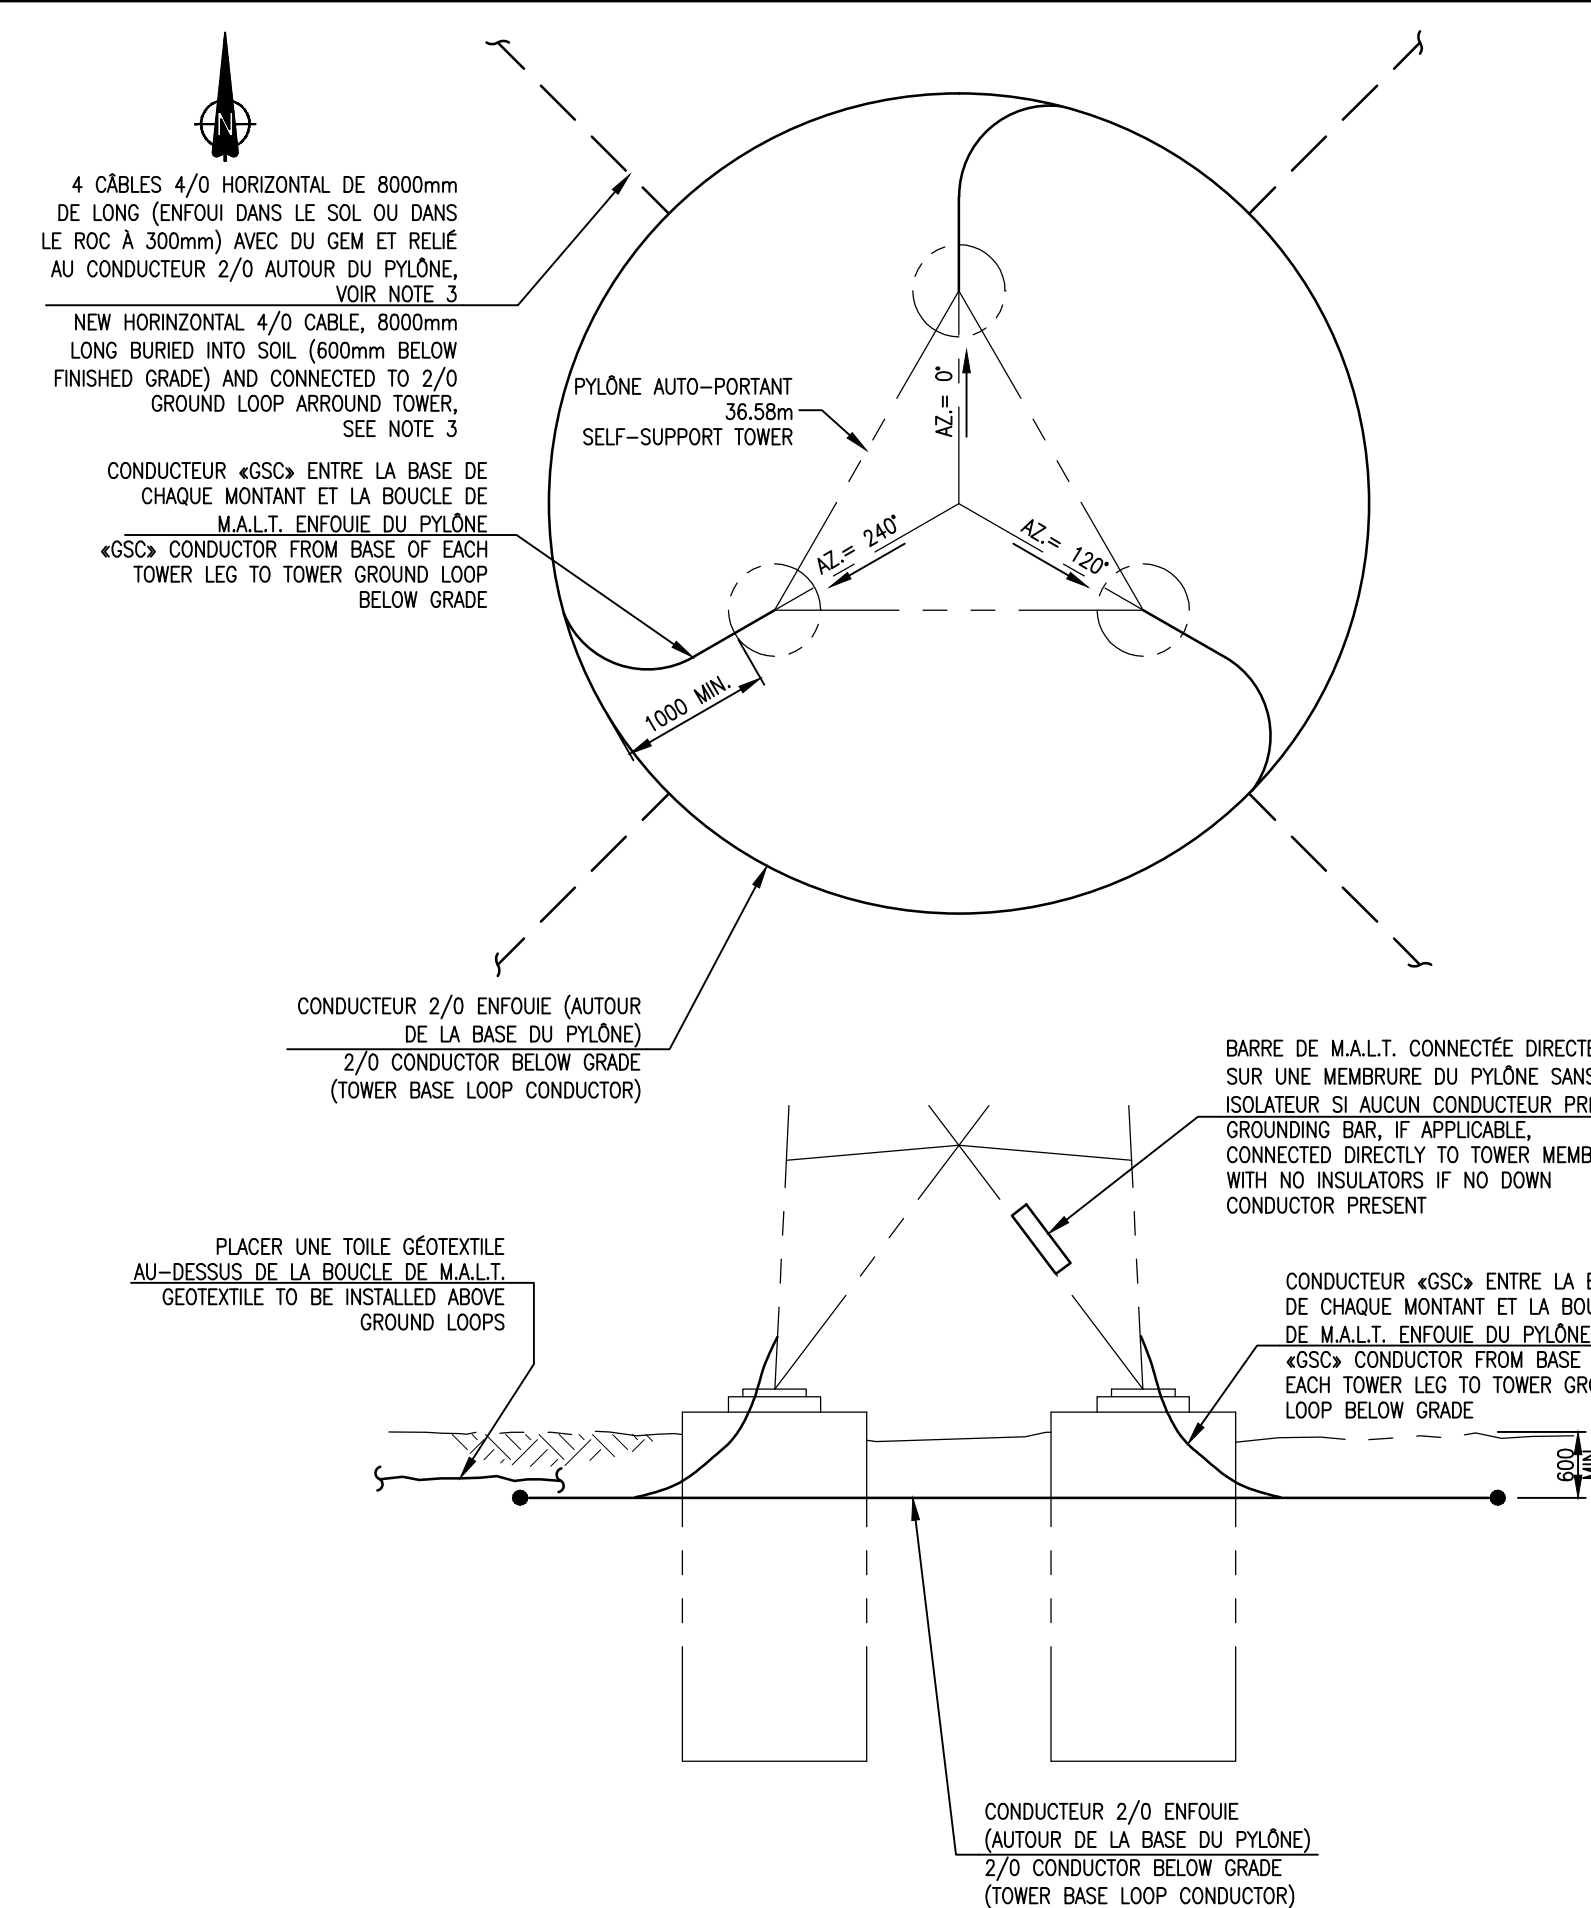 N
4 CÂBLES 4/0 HORIZONTAL DE 8000mm
DE LONG (ENFOUI DANS LE SOL OU DANS
LE ROC À 300mm) AVEC DU GEM ET RELIÉ
AU CONDUCTEUR 2/0 AUTOUR DU PYLÔNE,
VOIR NOTE 3
NEW HORINZONTAL 4/0 CABLE, 8000mm
LONG BURIED INTO SOIL (600mm BELOW
FINISHED GRADE) AND CONNECTED TO 2/0
GROUND LOOP ARROUND TOWER,
SEE NOTE 3
PYLÔNE AUTO-PORTANT
36.58m
SELF-SUPPORT TOWER
AZ.= 0°
AZ.= 240°
AZ.= 120°
CONDUCTEUR «GSC» ENTRE LA BASE DE
CHAQUE MONTANT ET LA BOUCLE DE
M.A.L.T. ENFOUIE DU PYLÔNE
«GSC» CONDUCTOR FROM BASE OF EACH
TOWER LEG TO TOWER GROUND LOOP
BELOW GRADE
1000 MIN.
CONDUCTEUR 2/0 ENFOUIE (AUTOUR
DE LA BASE DU PYLÔNE)
2/0 CONDUCTOR BELOW GRADE
(TOWER BASE LOOP CONDUCTOR)
BARRE DE M.A.L.T. CONNECTÉE
SUR UNE MEMBRURE DU PYLÔNE SANS
ISOLATEUR SI AUCUN CONDUCTEUR
GROUNDING BAR, IF APPLICABLE,
CONNECTED DIRECTLY TO TOWER
WITH NO INSULATORS IF NO DOWN
CONDUCTOR PRESENT
PLACER UNE TOILE GÉOTEXTILE
AU-DESSUS DE LA BOUCLE DE M.A.L.T.
GEOTEXTILE TO BE INSTALLED ABOVE
GROUND LOOPS
CONDUCTEUR «GSC» ENTRE LA
DE CHAQUE MONTANT ET LA
DE M.A.L.T. ENFOUIE DU PYLÔNE
«GSC» CONDUCTOR FROM BASE
EACH TOWER LEG TO TOWER
LOOP BELOW GRADE
600
CONDUCTEUR 2/0 ENFOUIE
(AUTOUR DE LA BASE DU PYLÔNE)
2/0 CONDUCTOR BELOW GRADE
(TOWER BASE LOOP CONDUCTOR)